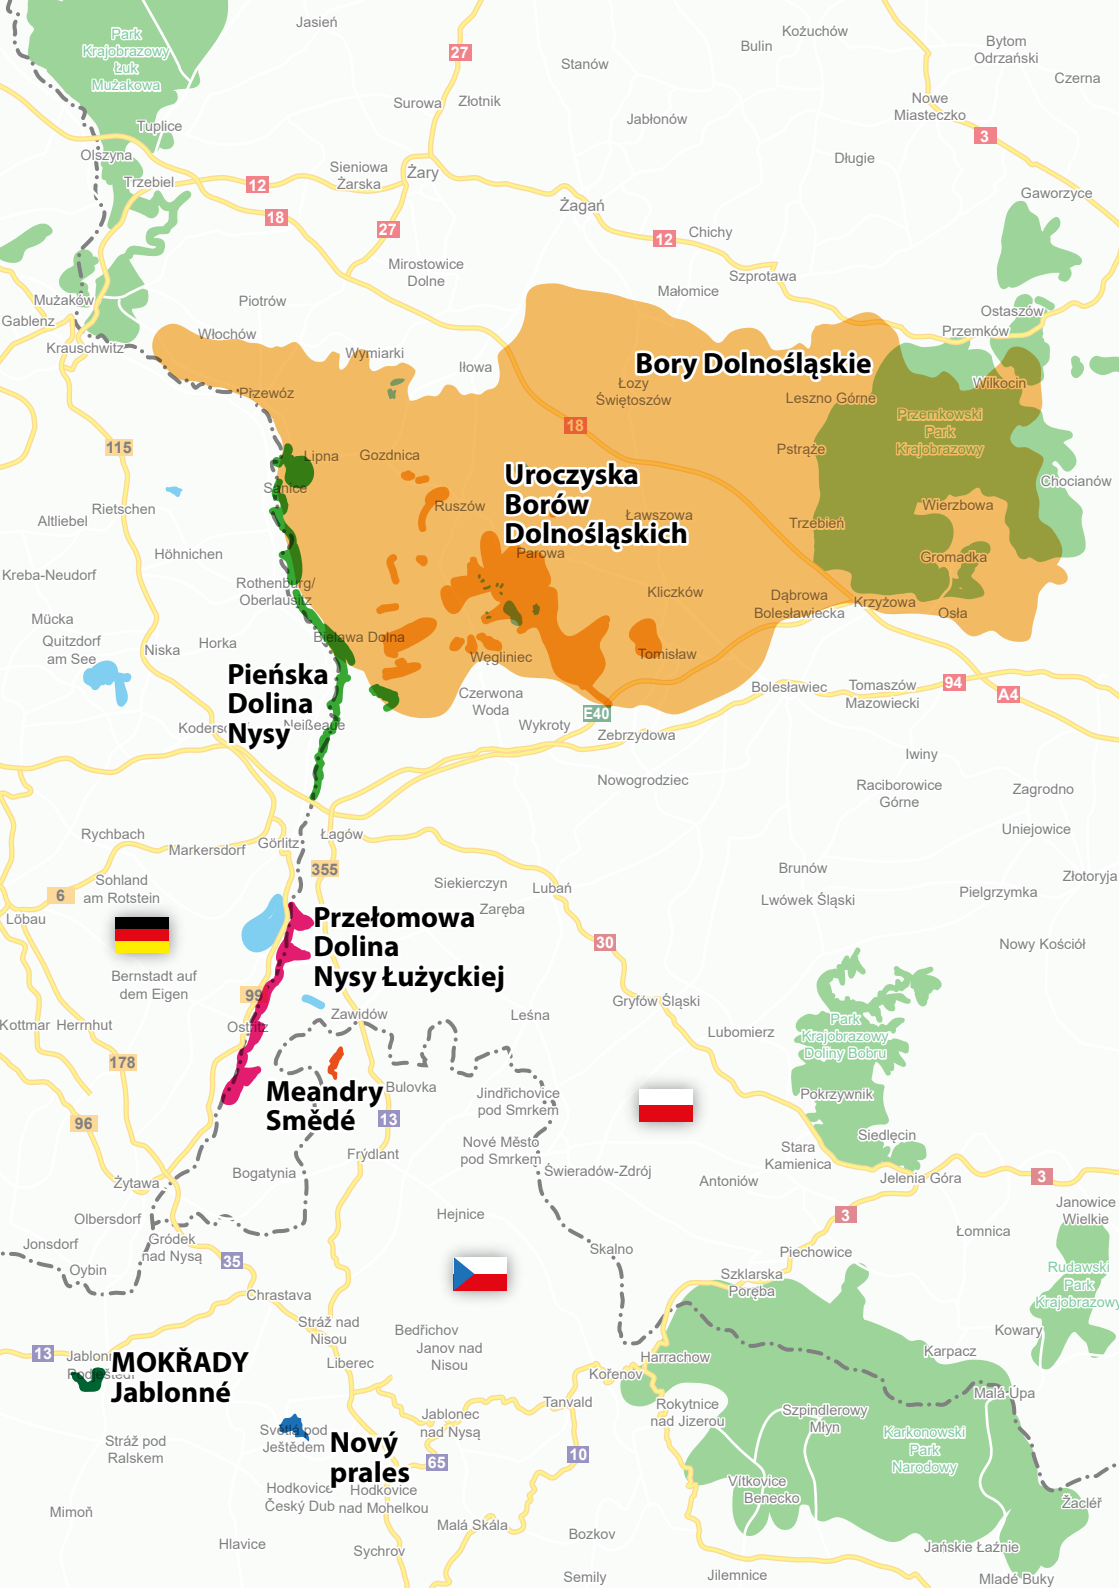 Jasień
Kożuchów
Bulin
Bytom
Odrzański
Park
Krajobrazowy
Łuk
Mużakowa
27
Stanów
Czerna
Surowa
Złotnik
Nowe
Miasteczko
Jabłonów
Tuplice
3
Olszyna
Długie
Sieniowa
Żarska
Żary
Trzebiel
12
Gaworzyce
Żagań
18
27
12
Chichy
Mirostowice
Dolne
Szprotawa
Małomice
Mużaków
Piotrów
Ostaszów
Gablenz
Włochów
Przemków
Krauschwitz
Wymiarki
Iłowa
Bory Dolnośląskie
Łozy
Świętoszów
Wilkocin
Przewóz
Leszno Górne
Przemkowski
Park
Krajobrazowy
18
115
Lipna
Gozdnica
Pstrąże
Uroczyska
Borów
Dolnośląskich
Sanice
Chocianów
Rietschen
Ruszów
Ławszowa
Wierzbowa
Altliebel
Trzebień
Höhnichen
Parowa
Gromadka
Kreba-Neudorf
Rothenburg/
Oberlausitz
Kliczków
Dąbrowa
Bolesławiecka
Krzyżowa
Osła
Mücka
Quitzdorf
am See
Niska
Horka
Bielawa Dolna
Węgliniec
Tomisław
Pieńska
Dolina
Nysy
Czerwona
Woda
Bolesławiec
Tomaszów
Mazowiecki
94
A4
E40
Neißeaue
Wykroty
Zebrzydowa
Iwiny
Nowogrodziec
Raciborowice
Górne
Zagrodno
Rychbach
Łagów
Uniejowice
Görlitz
Markersdorf
355
Brunów
Złotoryja
Sohland
am Rotstein
Siekierczyn
Lubań
6
Lwówek Śląski
Pielgrzymka
Löbau
Przełomowa
Dolina
Nysy Łużyckiej
Zaręba
30
Nowy Kościół
Bernstadt auf
dem Eigen
99
Gryfów Śląski
Zawidów
Leśna
Kottmar
Herrnhut
Ostritz
Lubomierz
Park
Krajobrazowy
Doliny Bobru
178
Meandry
Smědé
Bulovka
Jindřichovice
pod Smrkem
Pokrzywnik
96
13
Nové Město
pod Smrkem
Siedlęcin
Frýdlant
Stara
Kamienica
Bogatynia
Świeradów-Zdrój
Antoniów
Jelenia Góra
3
Żytawa
Janowice
Wielkie
Olbersdorf
Hejnice
3
Łomnica
Jonsdorf
Gródek
nad Nysą
35
Skalno
Piechowice
Oybin
Szklarska
Poręba
Rudawski
Park
Krajobrazowy
Chrastava
Stráž nad
Nisou
Bedřichov
Kowary
13
MOKŘADY
Jablonné
Liberec
Janov nad
Nisou
Harrachow
Karpacz
Kořenov
Malá Úpa
Tanvald
Rokytnice
nad Jizerou
Szpindlerowy
Młyn
Jablonec
nad Nysą
Světlá pod
Ještědem
Nový
prales
Karkonowski
Park
Narodowy
Stráž pod
Ralskem
65
10
Vítkovice
Benecko
Hodkovice
Český Dub
Hodkovice
nad Mohelkou
Žacléř
Mimoň
Malá Skála
Bozkov
Hlavice
Sychrov
Jańskie Łaźnie
Semily
Jilemnice
Mladé Buky